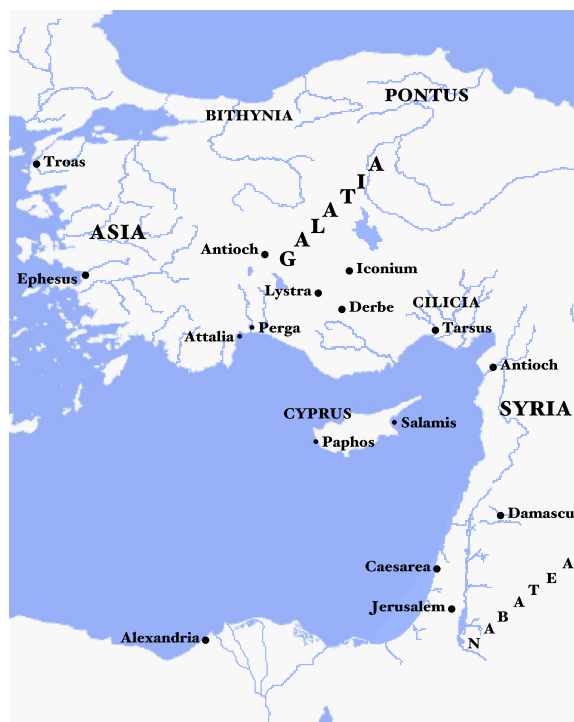 PONTUS
BITHYNIA
Troas
GALATIA
ASIA
Antioch
Iconium
Ephesus
Lystra
CILICIA
Derbe
Perga
Tarsus
Attalia
Antioch
SYRIA
CYPRUS
Salamis
Paphos
Damascu
Caesarea
NABATEA
Jerusalem
Alexandria